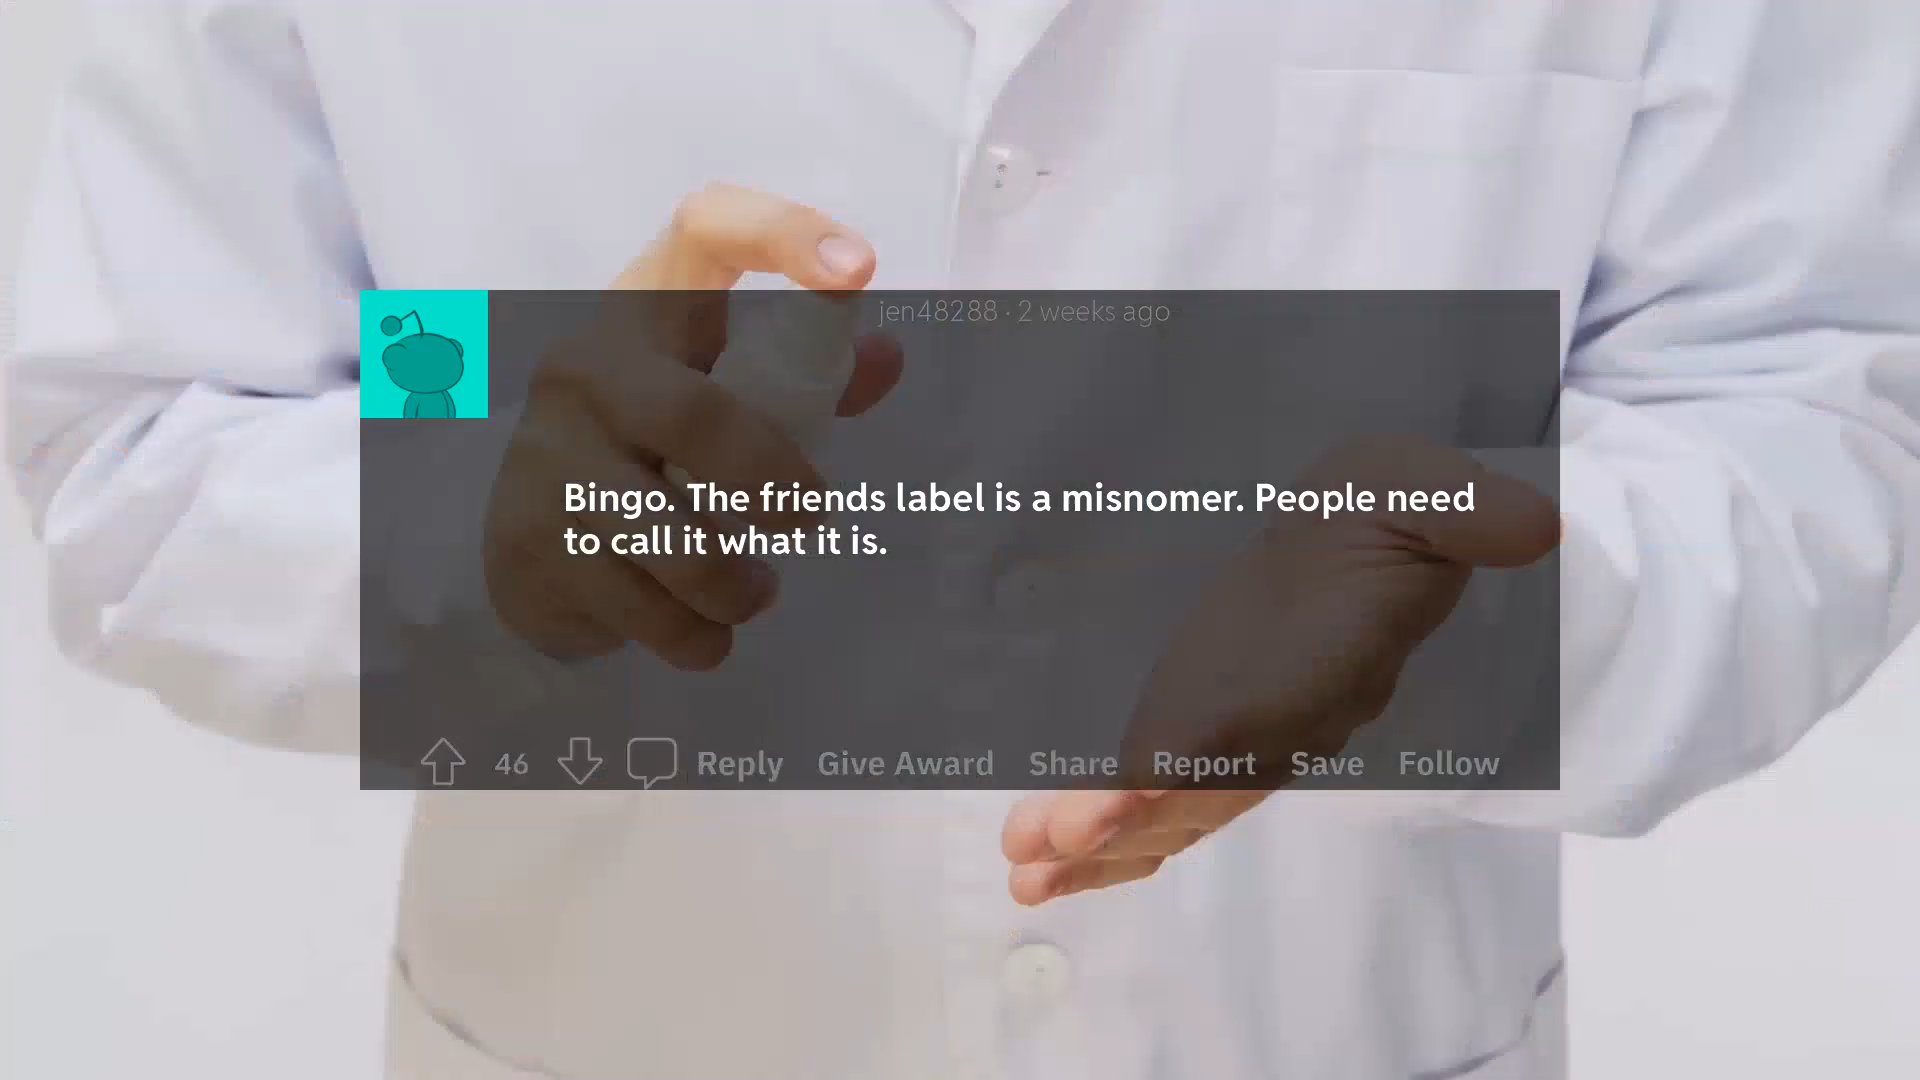 jen48288 · 2 weeks ago
Bingo. The friends label is a misnomer. People need
to call it what it is.
46 Reply Give Award Share Report Save Follow